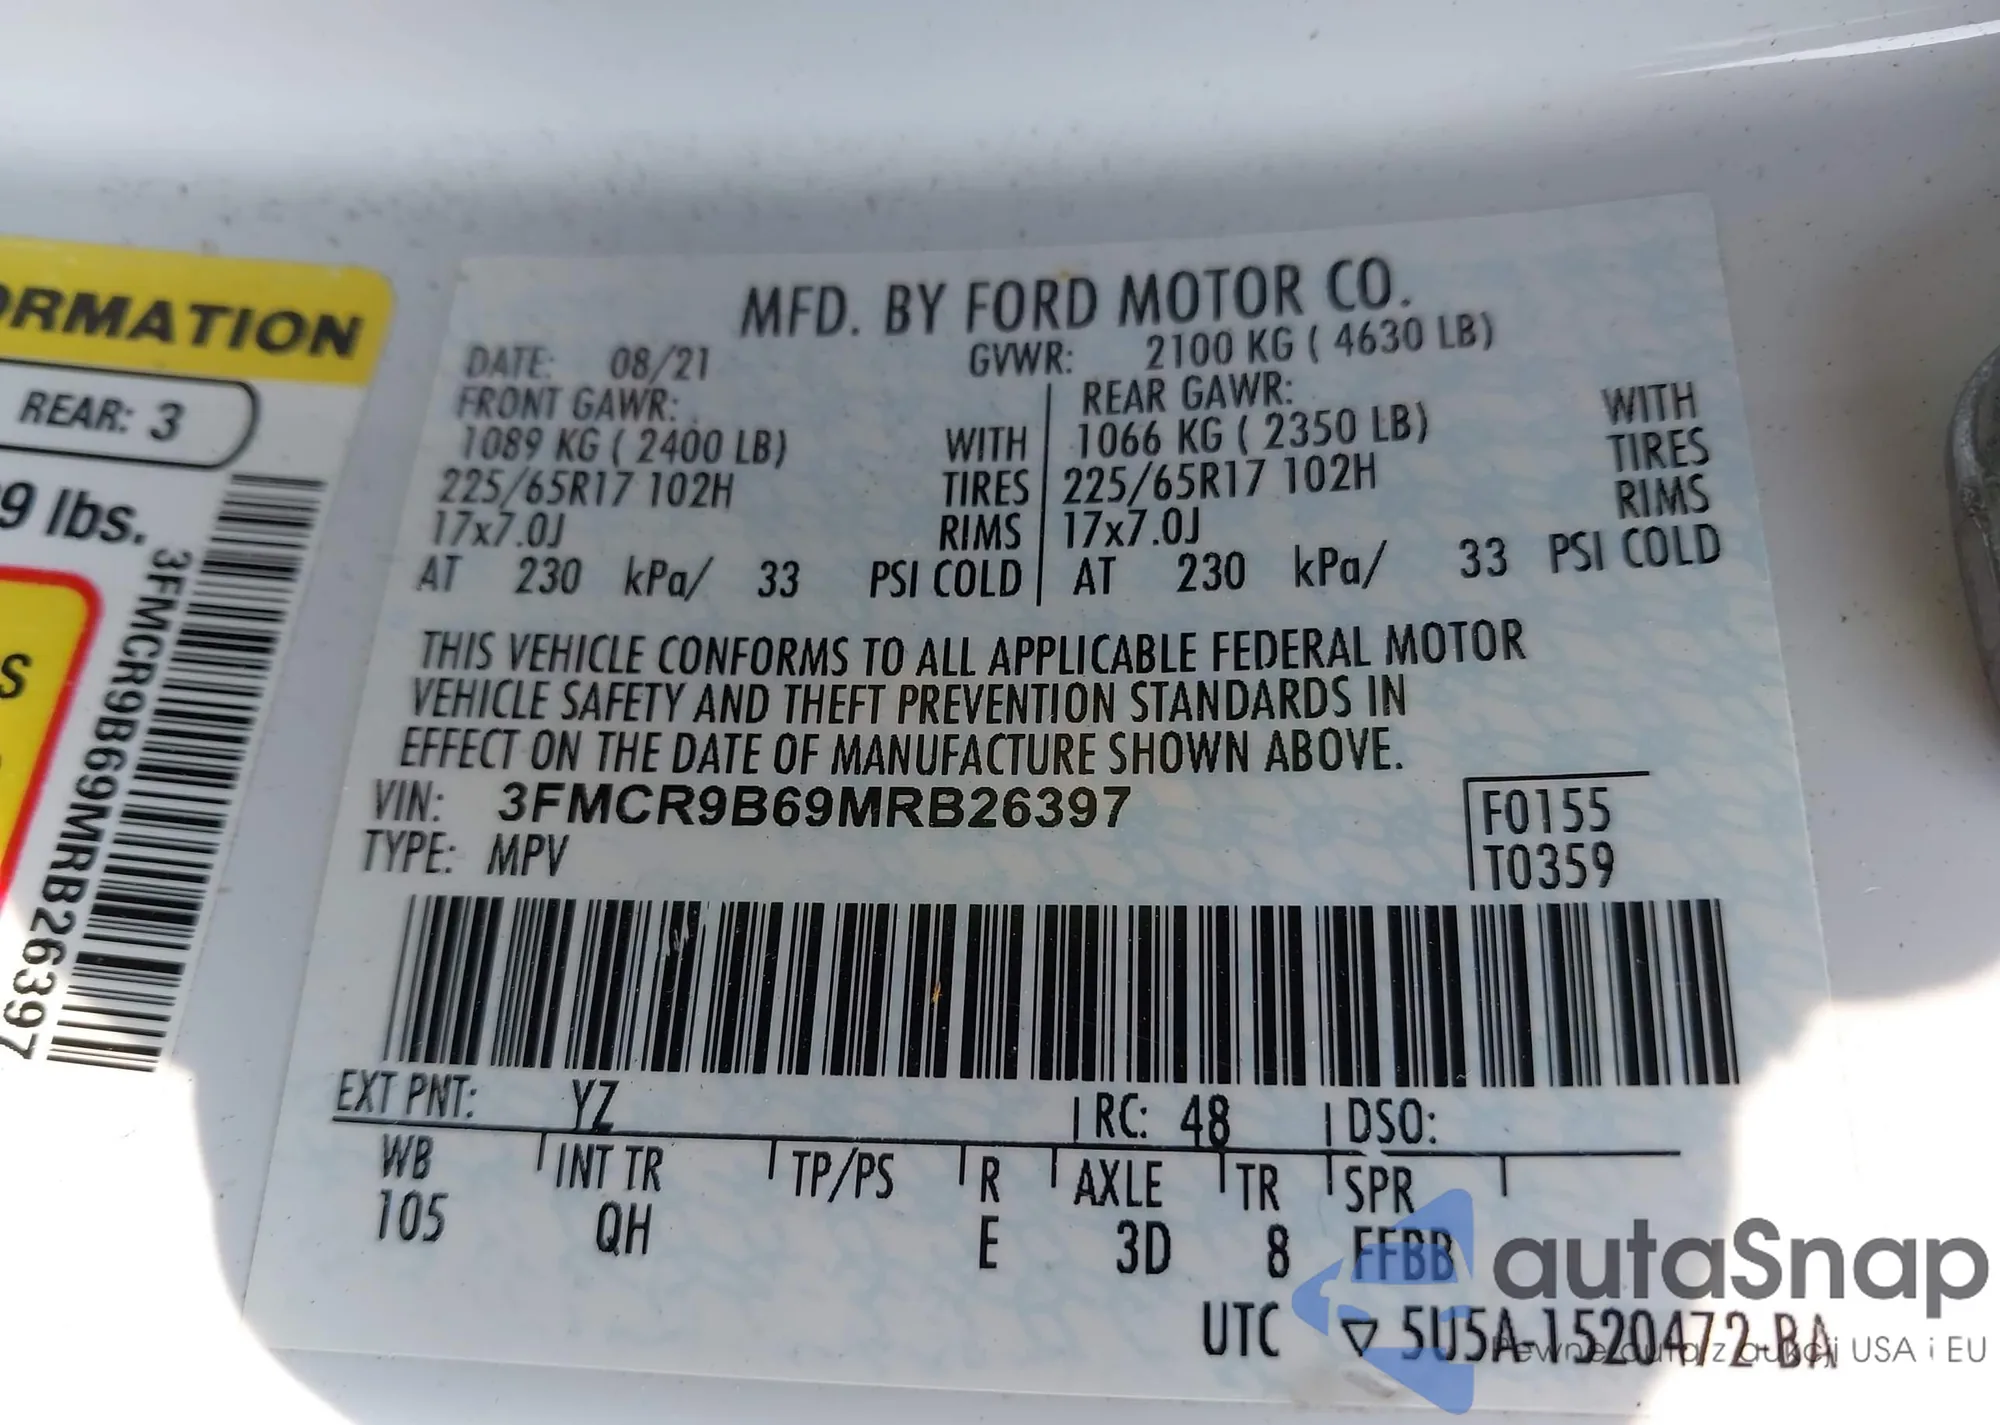 ORMATION
REAR: 3
9 lbs.
S
3FMCR9B69MRB26397
MFD. BY FORD MOTOR CO.
DATE: 08/21 GVWR: 2100 KG ( 4630 LB)
FRONT GAWR: REAR GAWR:
1089 KG ( 2400 LB) WITH 1066 KG ( 2350 LB) WITH
225/65R17 102H TIRES 225/65R17 102H TIRES
17x7.0J RIMS 17x7.0J RIMS
AT 230 kPa/ 33 PSI COLD AT 230 kPa/ 33 PSI COLD
THIS VEHICLE CONFORMS TO ALL APPLICABLE FEDERAL MOTOR
VEHICLE SAFETY AND THEFT PREVENTION STANDARDS IN
EFFECT ON THE DATE OF MANUFACTURE SHOWN ABOVE.
VIN: 3FMCR9B69MRB26397
F0155
TYPE: MPV
T0359
EXT PNT: YZ RC: 48 DSO:
WB INT TR TP/PS R AXLE TR SPR
105 QH E 3D 8 FFBB
UTC ▽ 5U5A-1520472-BA
autaSnap
Pewne auta z aukcji USA i EU